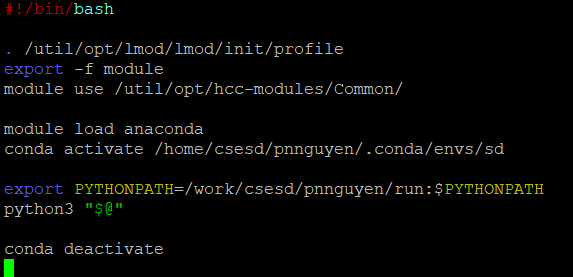 #!/bin/bash
. /util/opt/lmod/lmod/init/profile
export -f module
module use /util/opt/hcc-modules/Common/
module load anaconda
conda activate /home/csesd/pnnguyen/.conda/envs/sd
export PYTHONPATH=/work/csesd/pnnguyen/run:$PYTHONPATH
python3 "$@"
conda deactivate